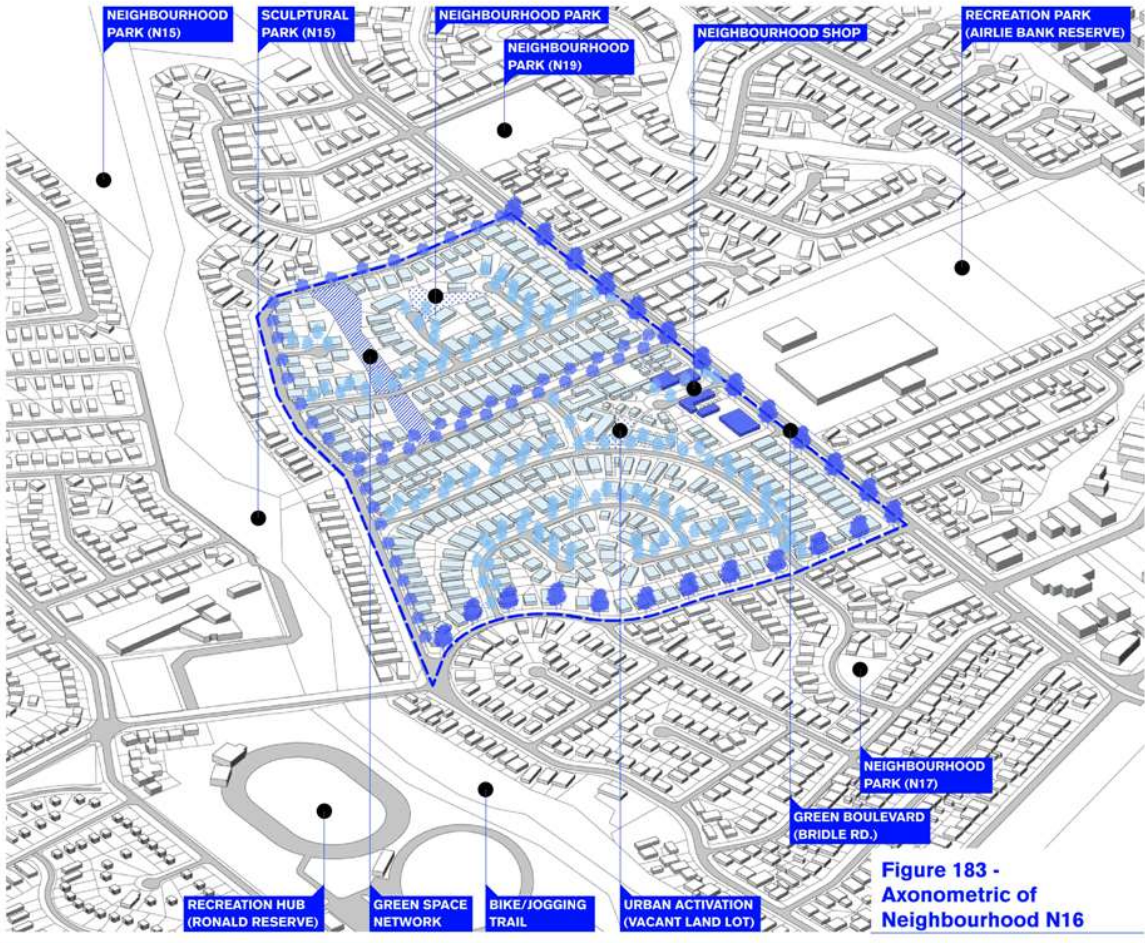 NEIGHBOURHOOD
PARK (N15)
SCULPTURAL
PARK (N15)
NEIGHBOURHOOD PARK
NEIGHBOURHOOD
PARK (N19)
NEIGHBOURHOOD SHOP
RECREATION PARK
(AIRLIE BANK RESERVE)
NEIGHBOURHOOD
PARK (N17)
GREEN BOULEVARD
(BRIDLE RD.)
RECREATION HUB
(RONALD RESERVE)
GREEN SPACE
NETWORK
BIKE/JOGGING
TRAIL
URBAN ACTIVATION
(VACANT LAND LOT)
Figure 183 -
Axonometric of
Neighbourhood N16